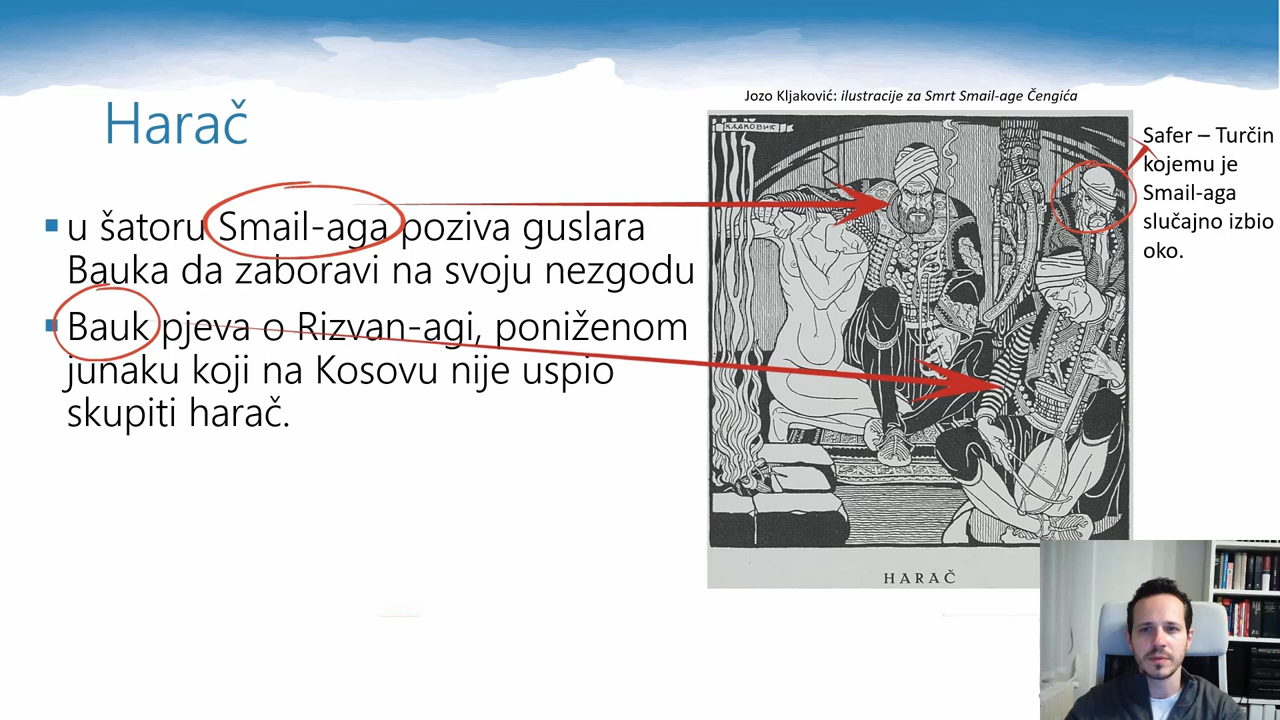 Harač
Jozo Kljaković: ilustracije za Smrt Smail-age Čengića
u šatoru Smail-aga poziva guslara
Bauka da zaboravi na svoju nezgodu
Bauk pjeva o Rizvan-agi, poniženom
junaku koji na Kosovu nije uspio
skupiti harač.
Safer – Turčin
kojemu je
Smail-aga
slučajno izbio
oko.
HARAČ